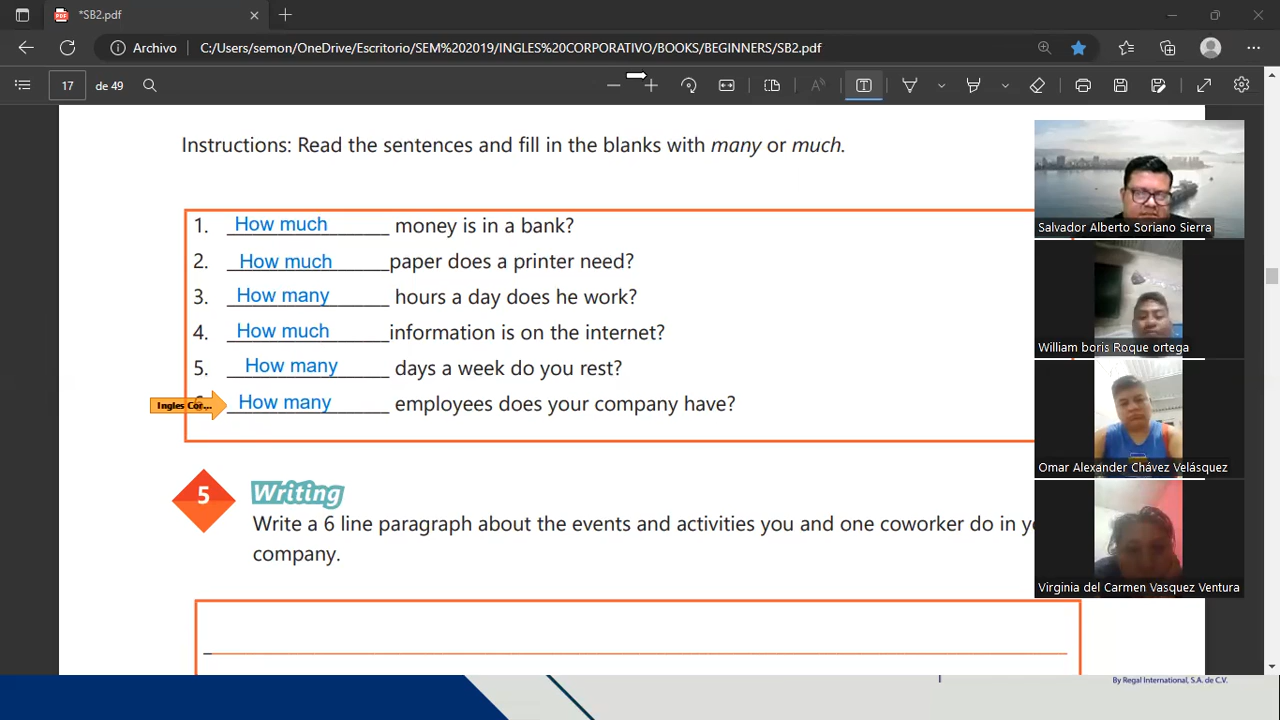 *SB2.pdf
Archivo C:/Users/semon/OneDrive/Escritorio/SEM%202019/INGLES%20CORPORATIVO/BOOKS/BEGINNERS/SB2.pdf
17 de 49
Instructions: Read the sentences and fill in the blanks with many or much.
1. How much money is in a bank?
2. How much paper does a printer need?
3. How many hours a day does he work?
4. How much information is on the internet?
5. How many days a week do you rest?
Ingles Cor... How many employees does your company have?
5 Writing
Write a 6 line paragraph about the events and activities you and one coworker do in
company.
Salvador Alberto Soriano Sierra
William boris Roque ortega
Omar Alexander Chávez Velásquez
Virginia del Carmen Vasquez Ventura
By Regal International, S.A. de C.V.